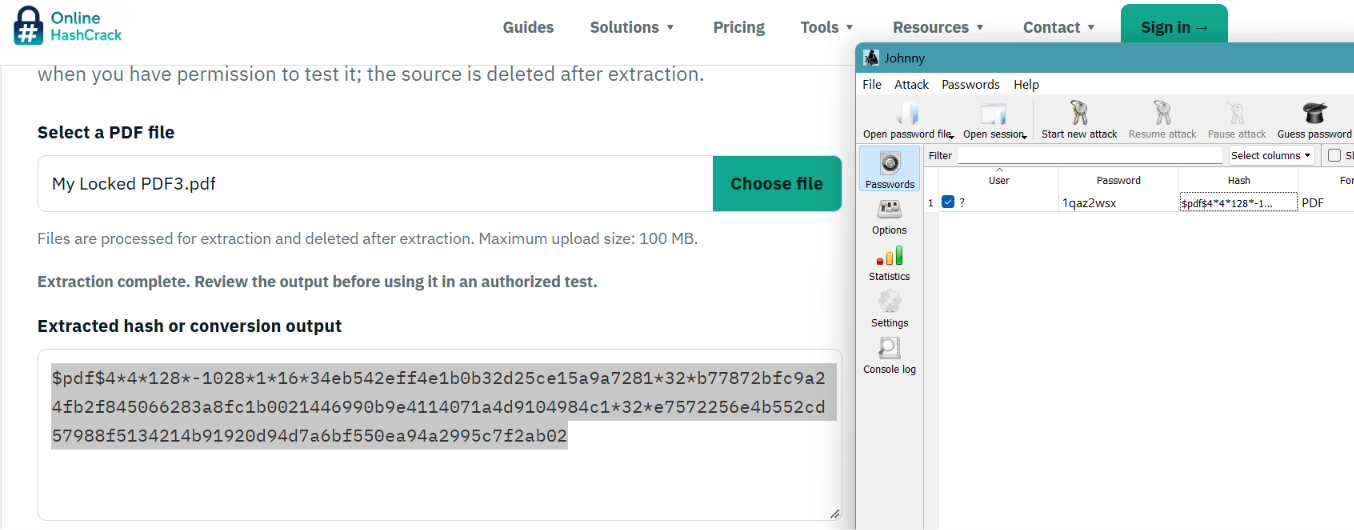 Online
HashCrack
Guides Solutions Pricing Tools Resources Contact Sign in →
when you have permission to test it; the source is deleted after extraction.
Select a PDF file
My Locked PDF3.pdf
Choose file
Files are processed for extraction and deleted after extraction. Maximum upload size: 100 MB.
Extraction complete. Review the output before using it in an authorized test.
Extracted hash or conversion output
$pdf$4*4*128*-1028*1*16*34eb542eff4e1b0b32d25ce15a9a7281*32*b77872bfc9a2
4fb2f845066283a8fc1b0021446990b9e4114071a4d9104984c1*32*e7572256e4b552cd
57988f5134214b91920d94d7a6bf550ea94a2995c7f2ab02
Johnny
File Attack Passwords Help
Open password file Open session Start new attack Resume attack Pause attack Guess password
Passwords
Options
Statistics
Settings
Console log
Filter Select columns
User Password Hash
1 ? 1qaz2wsx $pdf$4*4*128*-1... PDF